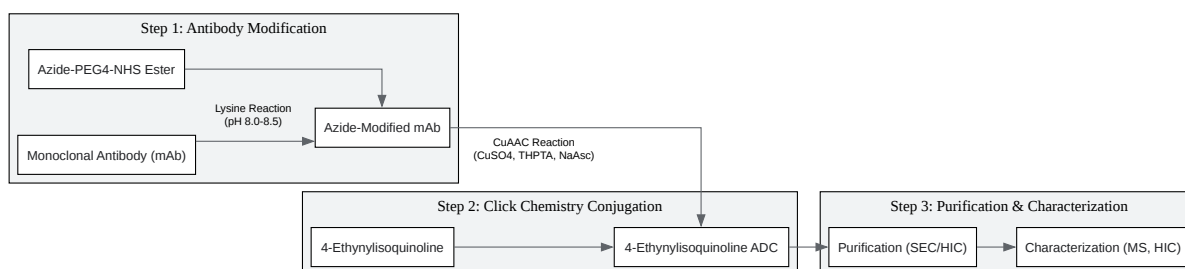 Step 1: Antibody Modification
Azide-PEG4-NHS Ester
Lysine Reaction
(pH 8.0-8.5)
Azide-Modified mAb
Monoclonal Antibody (mAb)
CuAAC Reaction
(CuSO4, THPTA, NaAsc)
Step 2: Click Chemistry Conjugation
4-Ethynylisoquinoline
4-Ethynylisoquinoline ADC
Step 3: Purification & Characterization
Purification (SEC/HIC)
Characterization (MS, HIC)